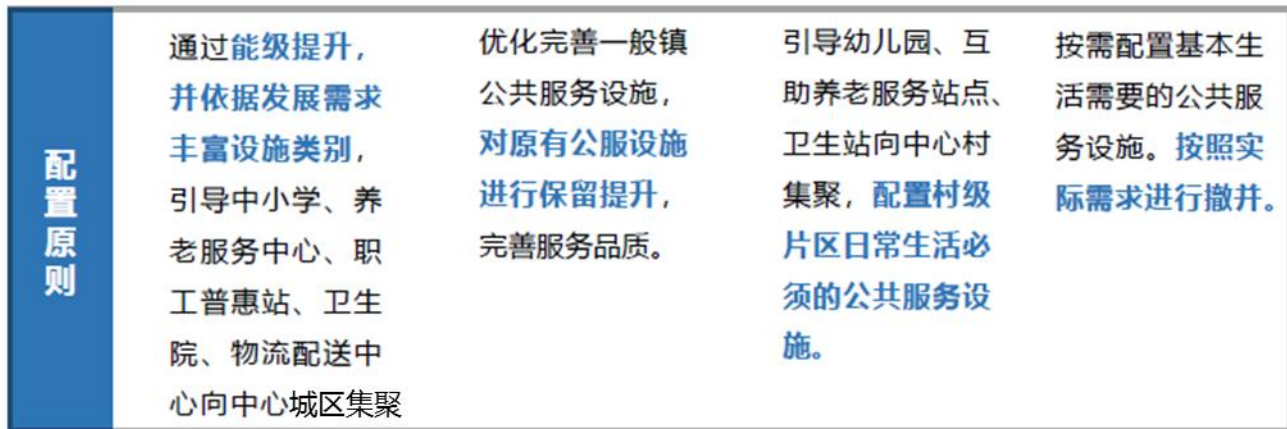 配置原则
通过能级提升，
并依据发展需求
丰富设施类别，
引导中小学、养
老服务中心、职
工普惠站、卫生
院、物流配送中
心向中心城区集聚
优化完善一般镇
公共服务设施，
对原有公服设施
进行保留提升，
完善服务品质。
引导幼儿园、互
助养老服务站点、
卫生站向中心村
集聚，配置村级
片区日常生活必
须的公共服务设
施。
按需配置基本生
活需要的公共服
务设施。按照实
际需求进行撤并。